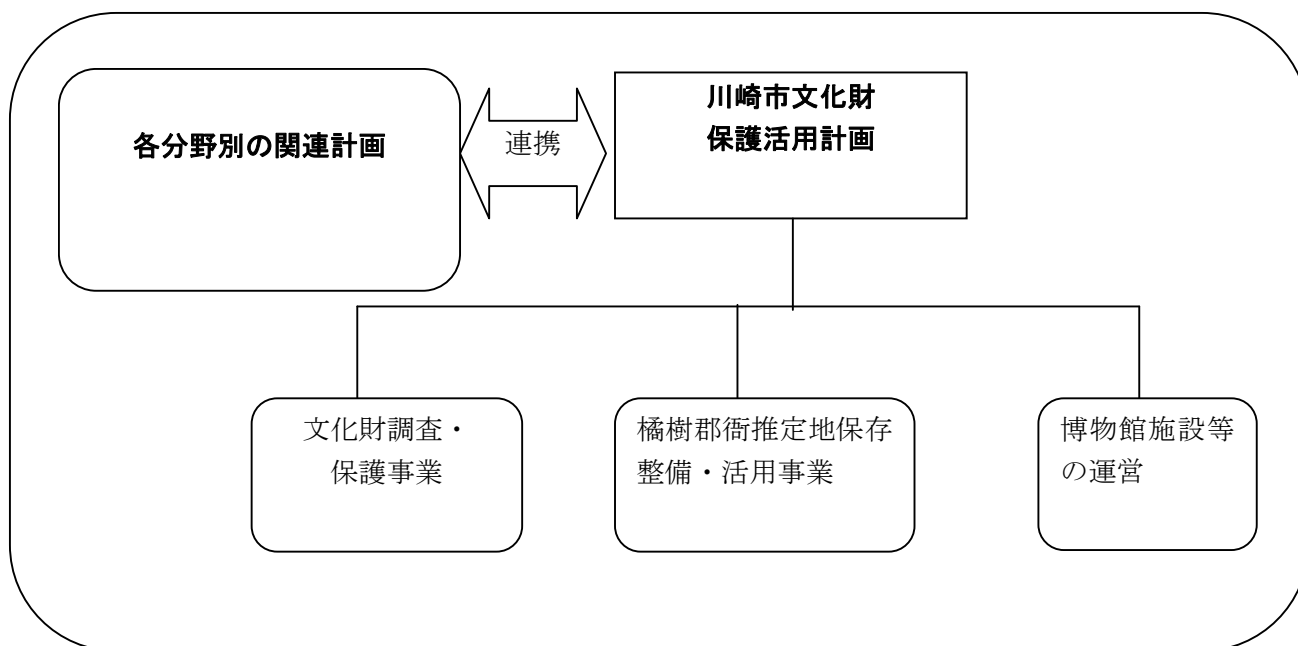 各分野別の関連計画
連携
川崎市文化財
保護活用計画
文化財調査・
保護事業
橘樹郡衙推定地保存
整備・活用事業
博物館施設等
の運営